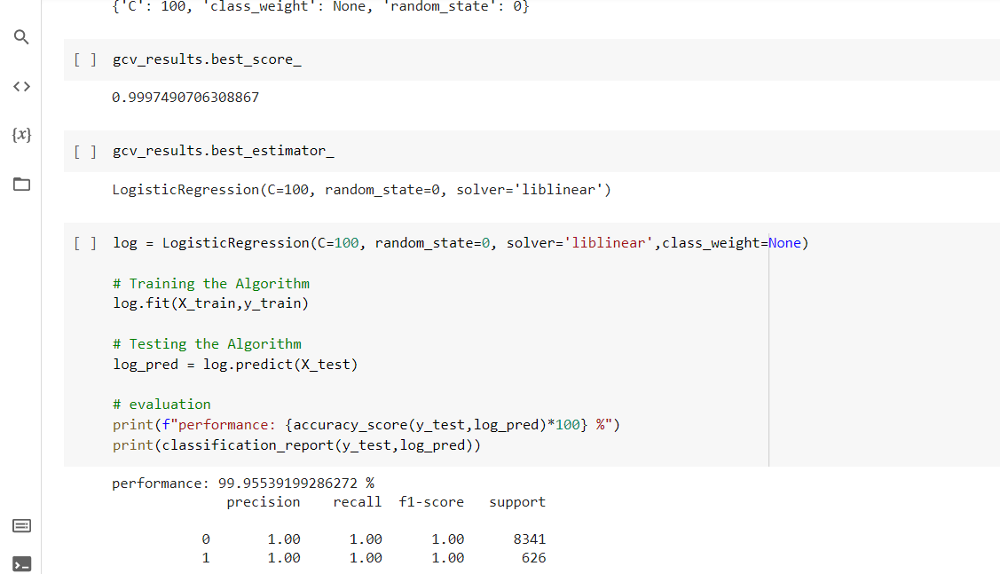 {'C': 100, 'class_weight': None, 'random_state': 0}
[ ] gcv_results.best_score_
0.9997490706308867
[ ] gcv_results.best_estimator_
LogisticRegression(C=100, random_state=0, solver='liblinear')
[ ] log = LogisticRegression(C=100, random_state=0, solver='liblinear',class_weight=None)
# Training the Algorithm
log.fit(X_train,y_train)
# Testing the Algorithm
log_pred = log.predict(X_test)
# evaluation
print(f"performance: {accuracy_score(y_test,log_pred)*100} %")
print(classification_report(y_test,log_pred))
performance: 99.95539199286272 %
precision recall f1-score support
0 1.00 1.00 1.00 8341
1 1.00 1.00 1.00 626